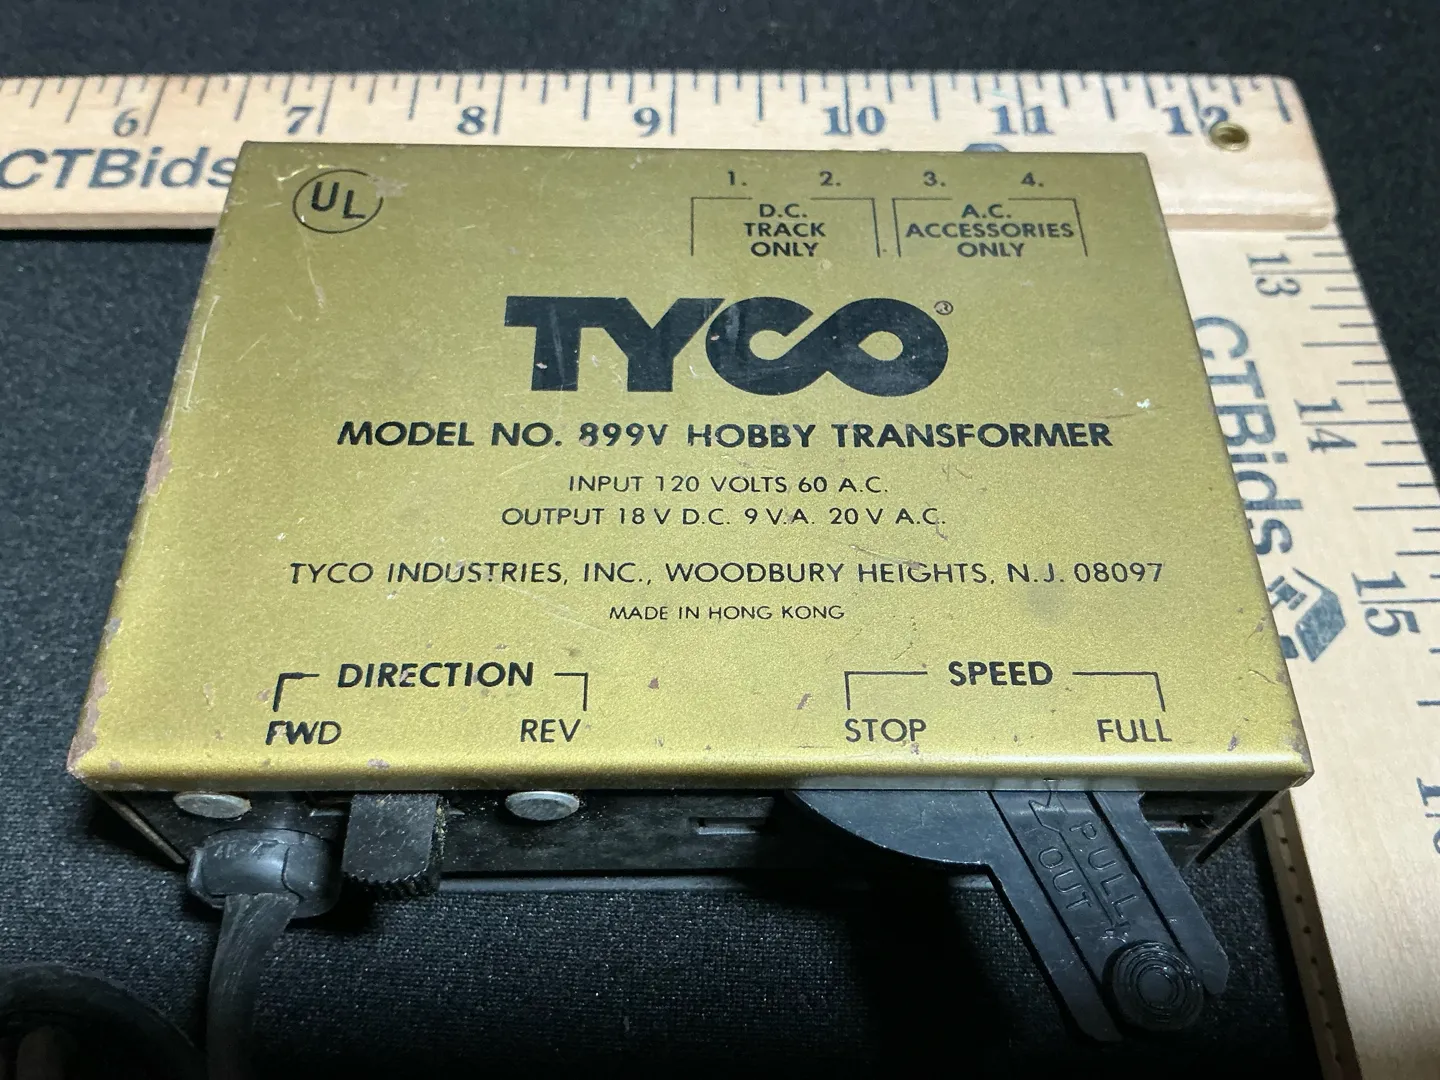 6 7 8 9 10 11 12
CTBids
UL
1. 2. 3. 4.
D.C. TRACK ONLY
A.C. ACCESSORIES ONLY
TYCO®
MODEL NO. 899V HOBBY TRANSFORMER
INPUT 120 VOLTS 60 A.C.
OUTPUT 18 V D.C. 9 V.A. 20 V A.C.
TYCO INDUSTRIES, INC., WOODBURY HEIGHTS, N.J. 08097
MADE IN HONG KONG
DIRECTION
FWD REV
SPEED
STOP FULL
PULL
OUT
13
14
15
CTBids